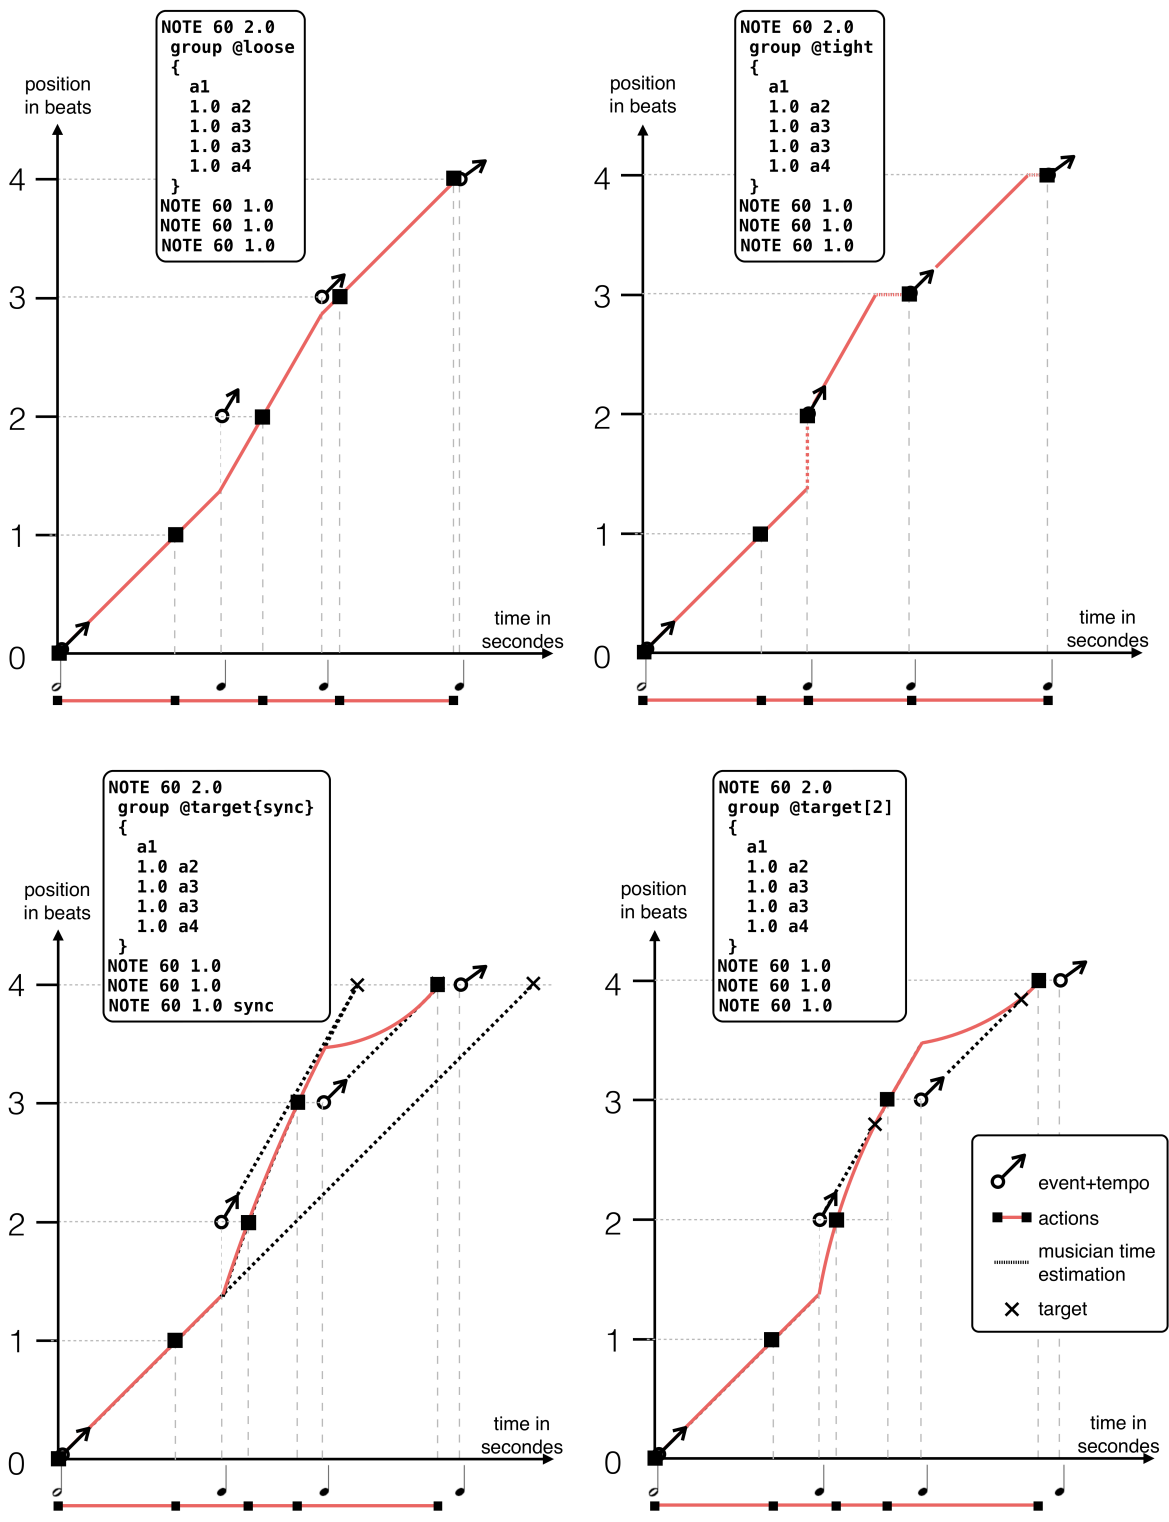 NOTE 60 2.0
group @loose
{
a1
1.0 a2
1.0 a3
1.0 a3
1.0 a4
}
NOTE 60 1.0
NOTE 60 1.0
NOTE 60 1.0
position
in beats
4
3
2
1
0
time in
secondes
NOTE 60 2.0
group @tight
{
a1
1.0 a2
1.0 a3
1.0 a3
1.0 a4
}
NOTE 60 1.0
NOTE 60 1.0
NOTE 60 1.0
position
in beats
4
3
2
1
0
time in
secondes
NOTE 60 2.0
group @target{sync}
{
a1
1.0 a2
1.0 a3
1.0 a3
1.0 a4
}
NOTE 60 1.0
NOTE 60 1.0
NOTE 60 1.0 sync
position
in beats
4
3
2
1
0
time in
secondes
NOTE 60 2.0
group @target[2]
{
a1
1.0 a2
1.0 a3
1.0 a3
1.0 a4
}
NOTE 60 1.0
NOTE 60 1.0
NOTE 60 1.0
position
in beats
4
3
2
1
0
time in
secondes
event+tempo
actions
musician time
estimation
target